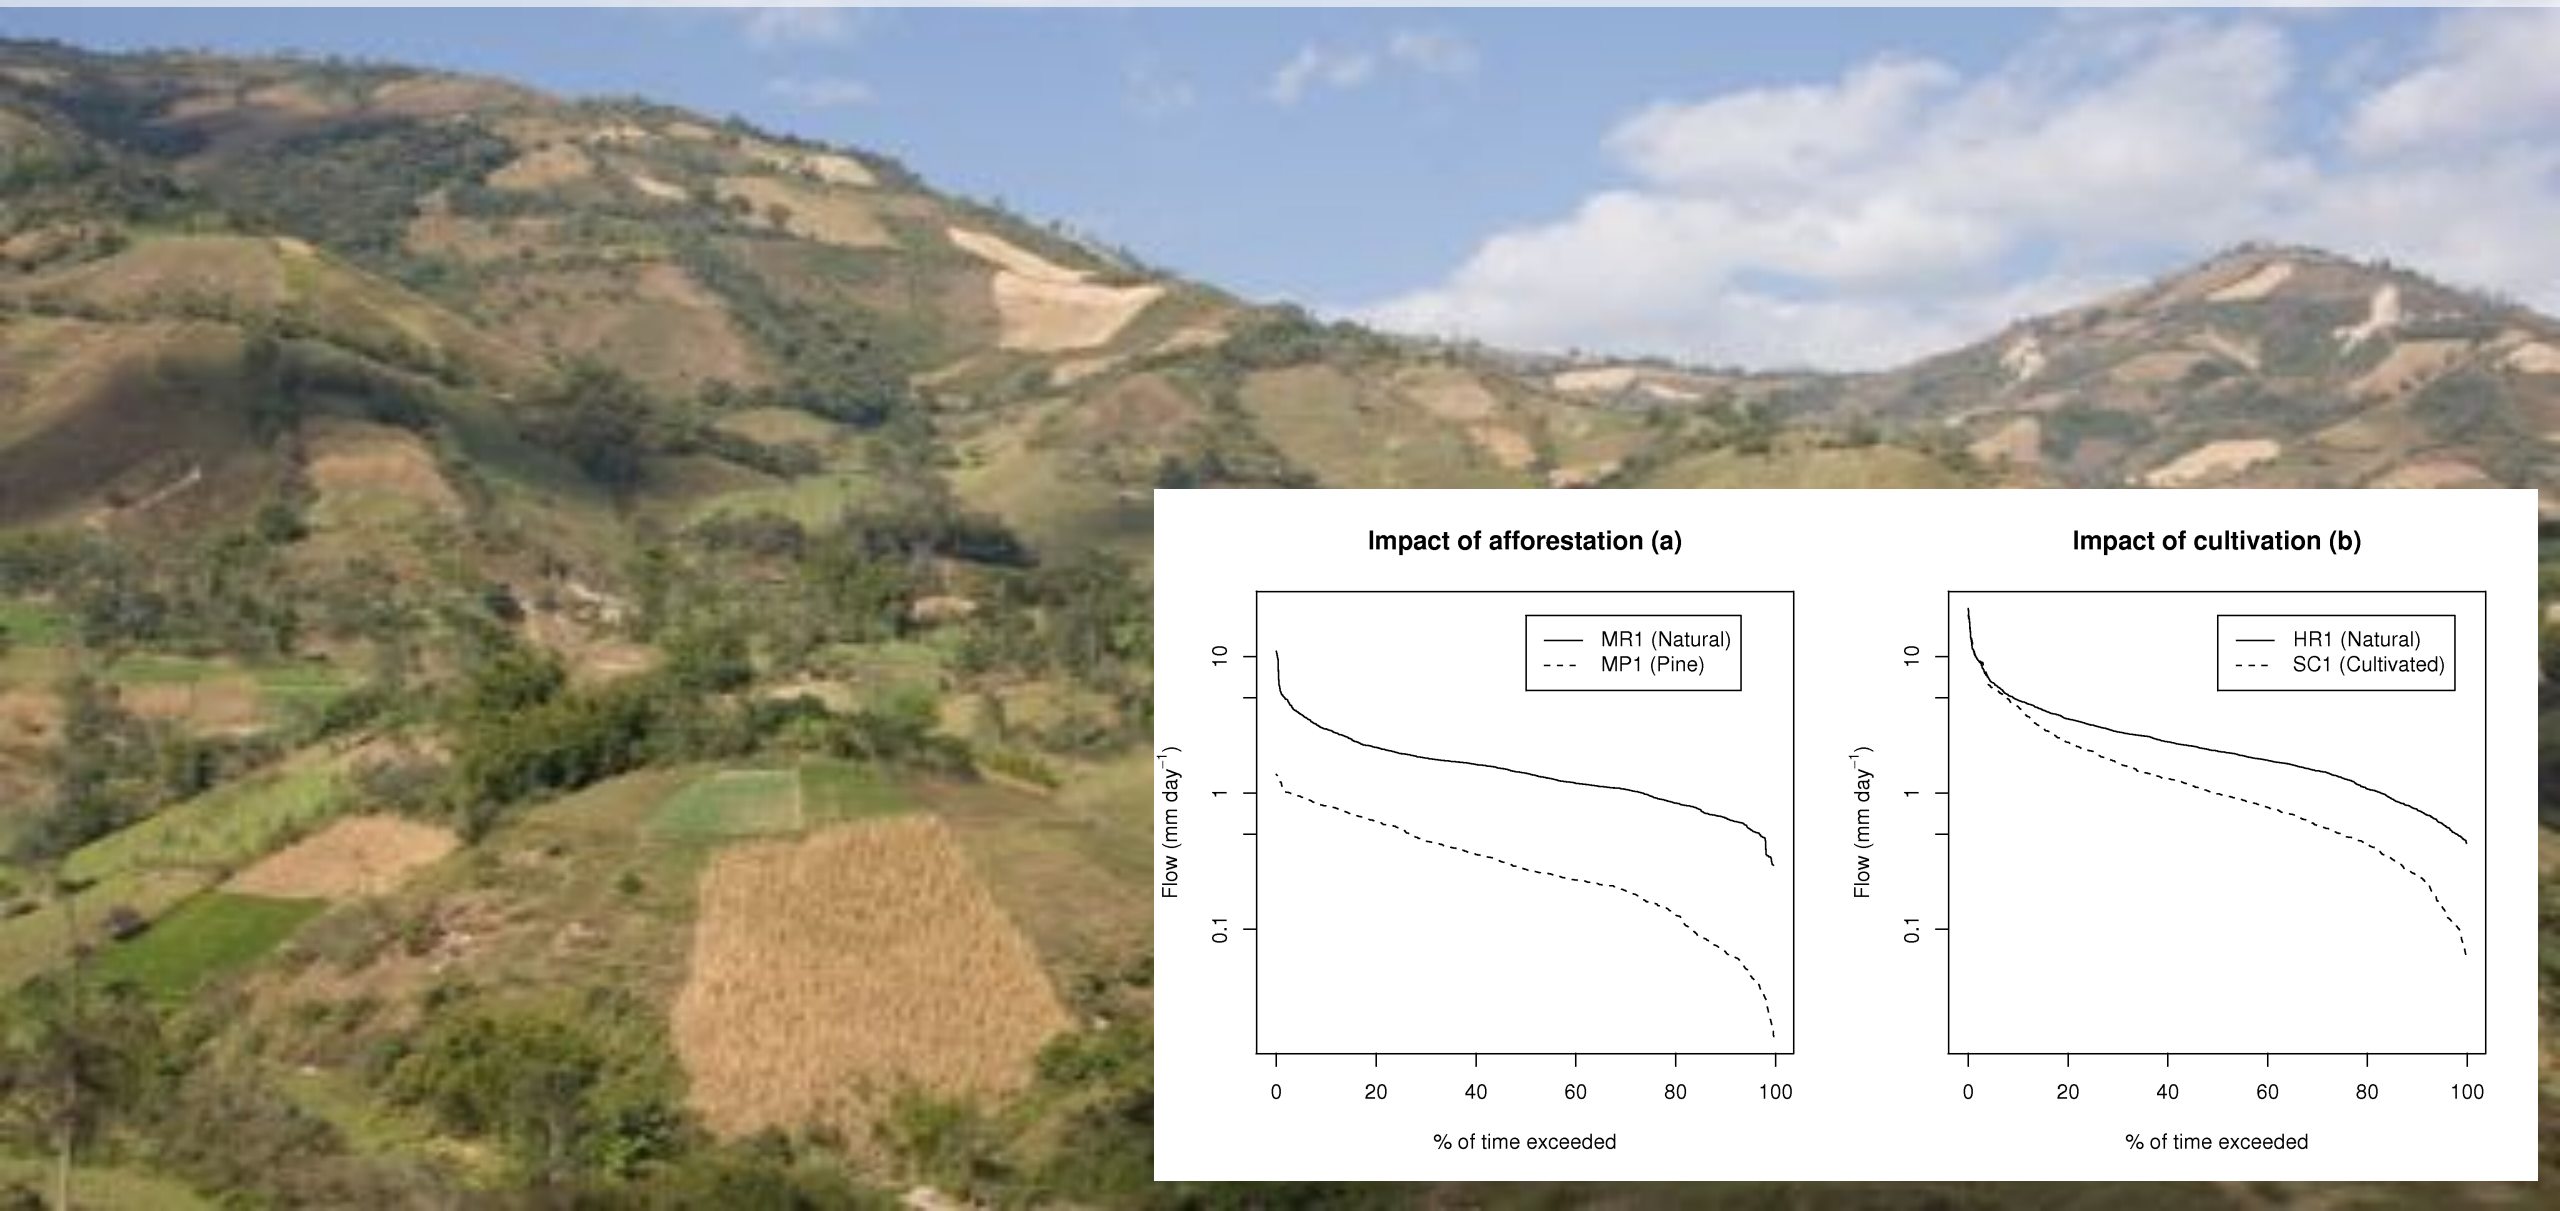 Impact of afforestation (a)
MR1 (Natural)
MP1 (Pine)
10
1
0.1
Flow (mm day⁻¹)
0 20 40 60 80 100
% of time exceeded
Impact of cultivation (b)
HR1 (Natural)
SC1 (Cultivated)
10
1
0.1
Flow (mm day⁻¹)
0 20 40 60 80 100
% of time exceeded